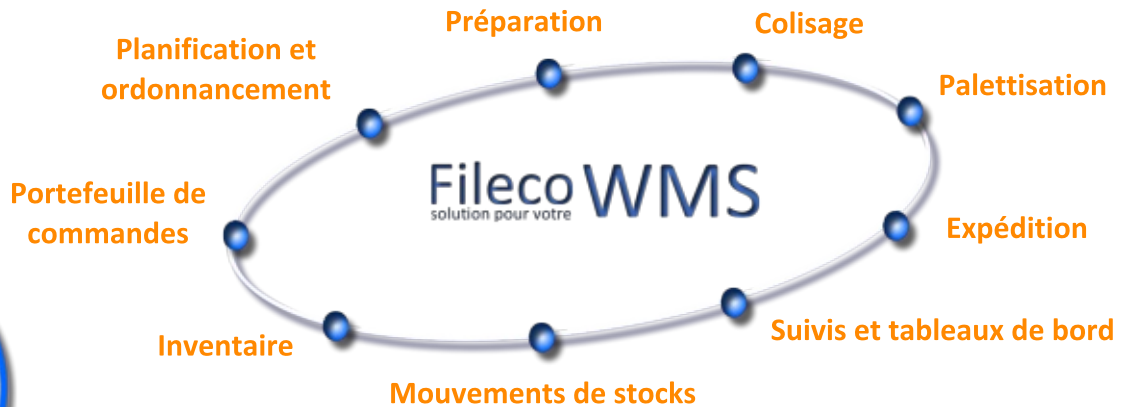 Préparation
Colisage
Planification et
ordonnancement
Palettisation
Fileco WMS
solution pour votre
Portefeuille de
commandes
Expédition
Suivis et tableaux de bord
Inventaire
Mouvements de stocks